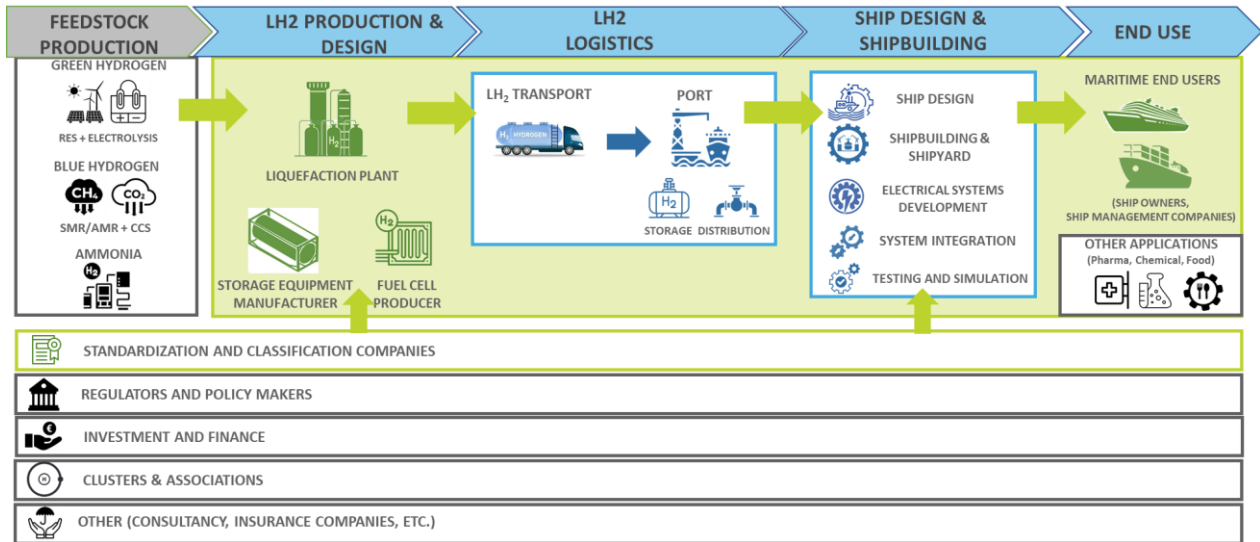 FEEDSTOCK
PRODUCTION
LH2 PRODUCTION &
DESIGN
LH2
LOGISTICS
SHIP DESIGN &
SHIPBUILDING
END USE
GREEN HYDROGEN
RES + ELECTROLYSIS
BLUE HYDROGEN
CH₄
CO₂
SMR/AMR + CCS
AMMONIA
H₂
H₂
LIQUEFACTION PLANT
STORAGE EQUIPMENT
MANUFACTURER
H₂
FUEL CELL
PRODUCER
LH₂ TRANSPORT
H₂ HYDROGEN
PORT
H₂
STORAGE
DISTRIBUTION
SHIP DESIGN
SHIPBUILDING &
SHIPYARD
ELECTRICAL SYSTEMS
DEVELOPMENT
SYSTEM INTEGRATION
TESTING AND SIMULATION
MARITIME END USERS
(SHIP OWNERS,
SHIP MANAGEMENT COMPANIES)
OTHER APPLICATIONS
(Pharma, Chemical, Food)
STANDARDIZATION AND CLASSIFICATION COMPANIES
REGULATORS AND POLICY MAKERS
€
INVESTMENT AND FINANCE
CLUSTERS & ASSOCIATIONS
OTHER (CONSULTANCY, INSURANCE COMPANIES, ETC.)